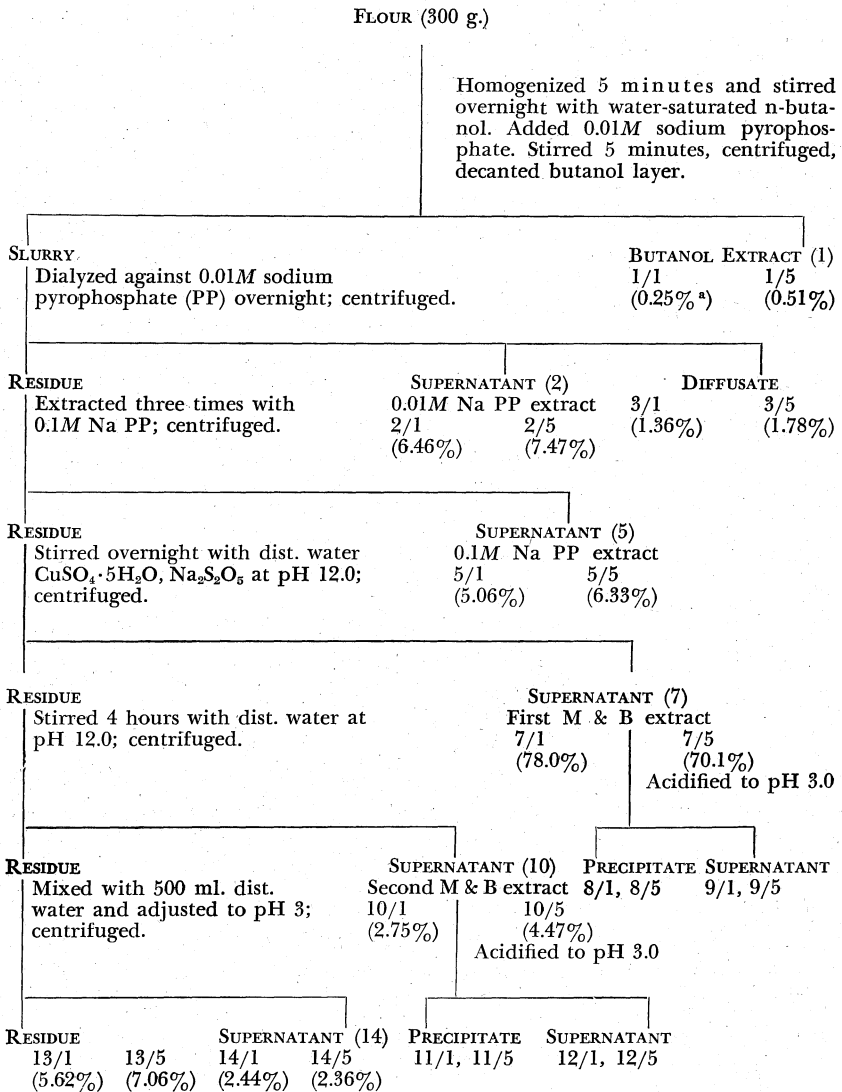 FLOUR (300 g.)
Homogenized 5 minutes and stirred
overnight with water-saturated n-buta-
nol. Added 0.01M sodium pyrophos-
phate. Stirred 5 minutes, centrifuged,
decanted butanol layer.
SLURRY
Dialyzed against 0.01M sodium
pyrophosphate (PP) overnight; centrifuged.
BUTANOL EXTRACT (1)
1/1 1/5
(0.25% ª) (0.51%)
RESIDUE
Extracted three times with
0.1M Na PP; centrifuged.
SUPERNATANT (2)
0.01M Na PP extract
2/1 2/5
(6.46%) (7.47%)
DIFFUSATE
3/1 3/5
(1.36%) (1.78%)
RESIDUE
Stirred overnight with dist. water
CuSO₄·5H₂O, Na₂S₂O₅ at pH 12.0;
centrifuged.
SUPERNATANT (5)
0.1M Na PP extract
5/1 5/5
(5.06%) (6.33%)
RESIDUE
Stirred 4 hours with dist. water at
pH 12.0; centrifuged.
SUPERNATANT (7)
First M & B extract
7/1 7/5
(78.0%) (70.1%)
Acidified to pH 3.0
RESIDUE
Mixed with 500 ml. dist.
water and adjusted to pH 3;
centrifuged.
SUPERNATANT (10)
Second M & B extract
10/1 10/5
(2.75%) (4.47%)
Acidified to pH 3.0
PRECIPITATE SUPERNATANT
8/1, 8/5 9/1, 9/5
RESIDUE
13/1 13/5
(5.62%) (7.06%)
SUPERNATANT (14)
14/1 14/5
(2.44%) (2.36%)
PRECIPITATE
11/1, 11/5
SUPERNATANT
12/1, 12/5